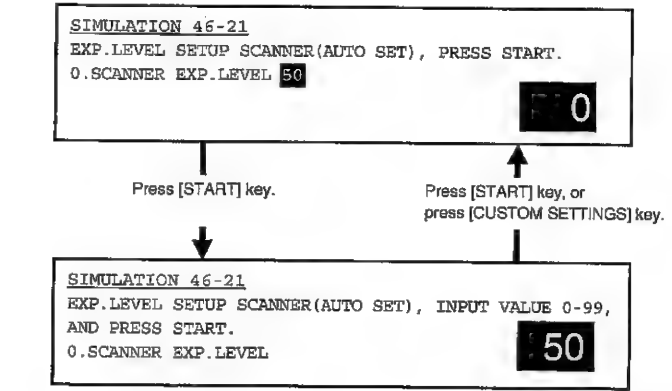 SIMULATION 46-21
EXP.LEVEL SETUP SCANNER(AUTO SET), PRESS START.
0.SCANNER EXP.LEVEL 50
0
Press [START] key.
Press [START] key, or
press [CUSTOM SETTINGS] key.
SIMULATION 46-21
EXP.LEVEL SETUP SCANNER(AUTO SET), INPUT VALUE 0-99,
AND PRESS START.
0.SCANNER EXP.LEVEL
50